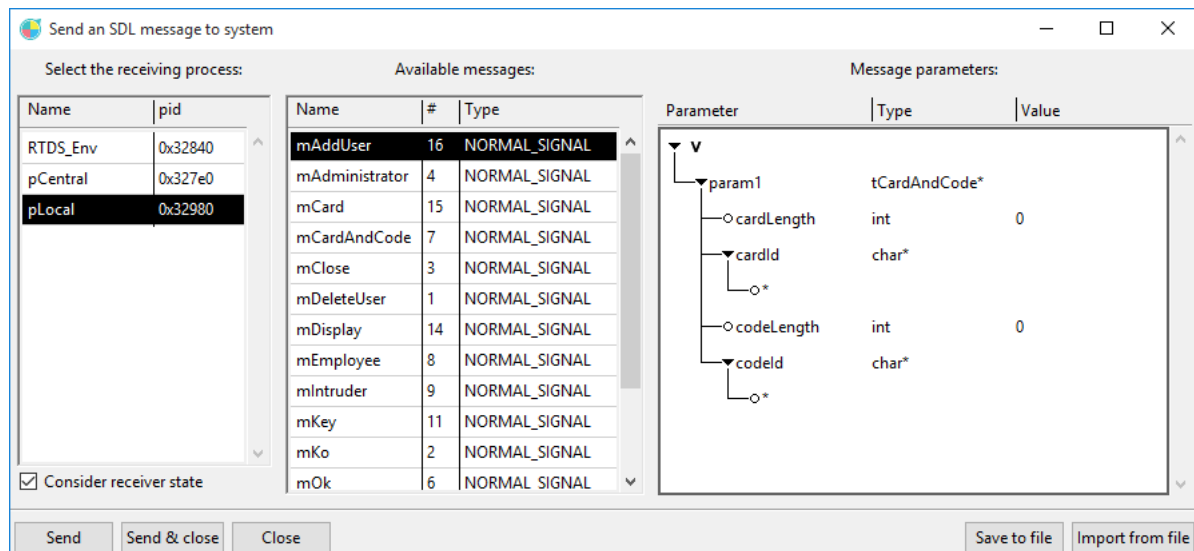 Send an SDL message to system
Select the receiving process:
Name pid
RTDS_Env 0x32840
pCentral 0x327e0
pLocal 0x32980
Consider receiver state
Available messages:
Name # Type
mAddUser 16 NORMAL_SIGNAL
mAdministrator 4 NORMAL_SIGNAL
mCard 15 NORMAL_SIGNAL
mCardAndCode 7 NORMAL_SIGNAL
mClose 3 NORMAL_SIGNAL
mDeleteUser 1 NORMAL_SIGNAL
mDisplay 14 NORMAL_SIGNAL
mEmployee 8 NORMAL_SIGNAL
mIntruder 9 NORMAL_SIGNAL
mKey 11 NORMAL_SIGNAL
mKo 2 NORMAL_SIGNAL
mOk 6 NORMAL_SIGNAL
Message parameters:
Parameter Type Value
V
param1 tCardAndCode*
cardLength int 0
cardId char*
*
codeLength int 0
codeId char*
*
Send Send & close Close Save to file Import from file